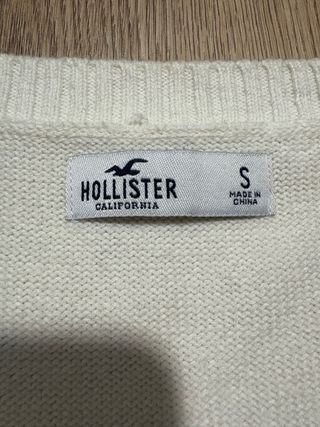 HOLLISTER
CALIFORNIA
S
MADE IN
CHINA